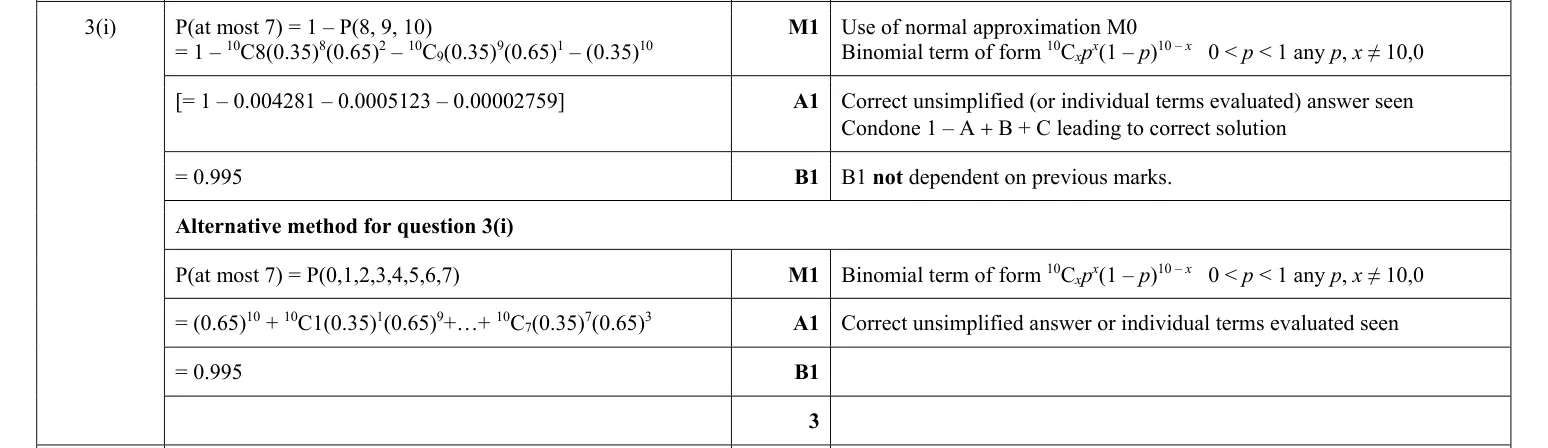 3(i) P(at most 7) = 1 – P(8, 9, 10) M1 Use of normal approximation M0
= 1 – ¹⁰C8(0.35)⁸(0.65)² – ¹⁰C₉(0.35)⁹(0.65)¹ – (0.35)¹⁰ Binomial term of form ¹⁰Cₓpˣ(1 – p)¹⁰ ⁻ ˣ 0 < p < 1 any p, x ≠ 10,0
[= 1 – 0.004281 – 0.0005123 – 0.00002759] A1 Correct unsimplified (or individual terms evaluated) answer seen
Condone 1 – A + B + C leading to correct solution
= 0.995 B1 B1 not dependent on previous marks.
Alternative method for question 3(i)
P(at most 7) = P(0,1,2,3,4,5,6,7) M1 Binomial term of form ¹⁰Cₓpˣ(1 – p)¹⁰ ⁻ ˣ 0 < p < 1 any p, x ≠ 10,0
= (0.65)¹⁰ + ¹⁰C1(0.35)¹(0.65)⁹+…+ ¹⁰C₇(0.35)⁷(0.65)³ A1 Correct unsimplified answer or individual terms evaluated seen
= 0.995 B1
3